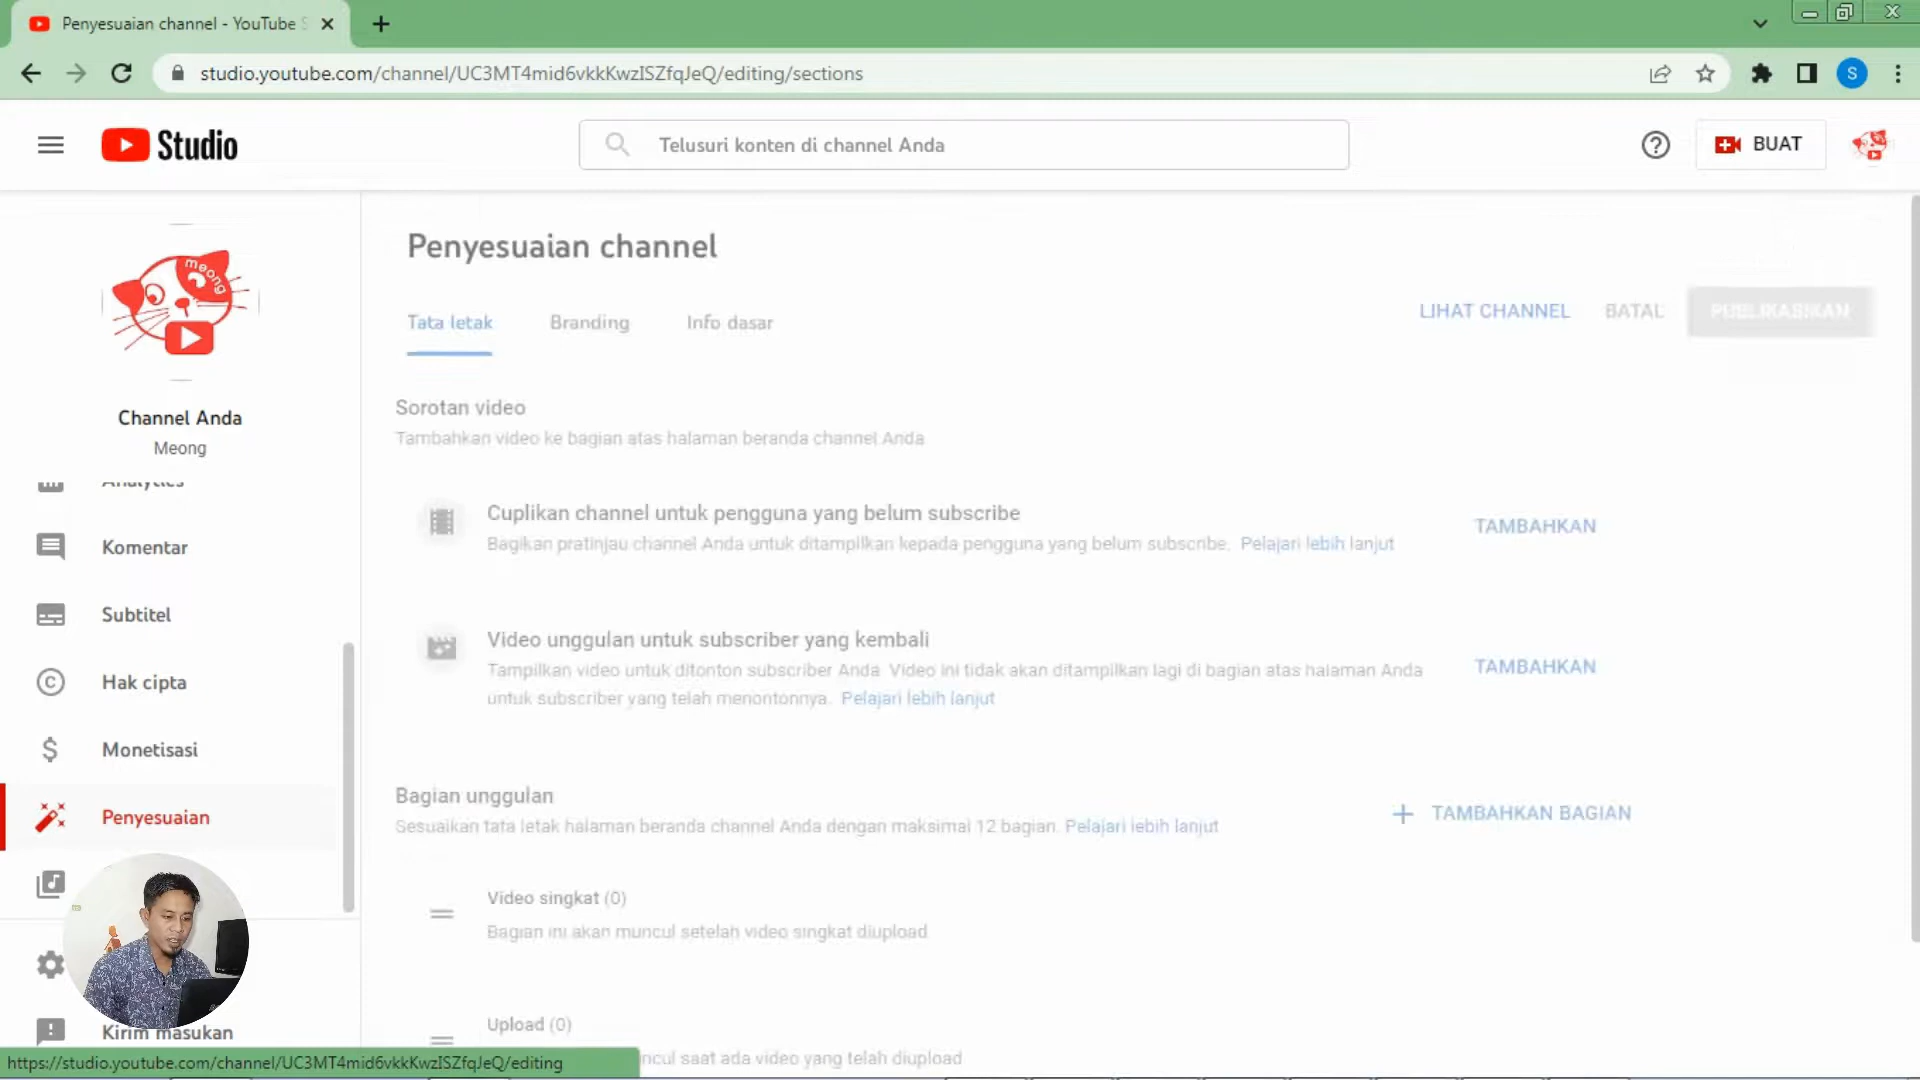 Penyesuaian channel - YouTube S
studio.youtube.com/channel/UC3MT4mid6vkkKwzISZfqJeQ/editing/sections
S
Studio
Telusuri konten di channel Anda
BUAT
meong
Channel Anda
Meong
Analytics
Komentar
Subtitel
Hak cipta
Monetisasi
Penyesuaian
Kirim masukan
Penyesuaian channel
Tata letak
Branding
Info dasar
LIHAT CHANNEL
BATAL
PUBLIKASIKAN
Sorotan video
Tambahkan video ke bagian atas halaman beranda channel Anda
Cuplikan channel untuk pengguna yang belum subscribe
Bagikan pratinjau channel Anda untuk ditampilkan kepada pengguna yang belum subscribe. Pelajari lebih lanjut
TAMBAHKAN
Video unggulan untuk subscriber yang kembali
Tampilkan video untuk ditonton subscriber Anda. Video ini tidak akan ditampilkan lagi di bagian atas halaman Anda
untuk subscriber yang telah menontonnya. Pelajari lebih lanjut
TAMBAHKAN
Bagian unggulan
Sesuaikan tata letak halaman beranda channel Anda dengan maksimal 12 bagian. Pelajari lebih lanjut
TAMBAHKAN BAGIAN
Video singkat (0)
Bagian ini akan muncul setelah video singkat diupload
Upload (0)
ncul saat ada video yang telah diupload
https://studio.youtube.com/channel/UC3MT4mid6vkkKwzISZfqJeQ/editing